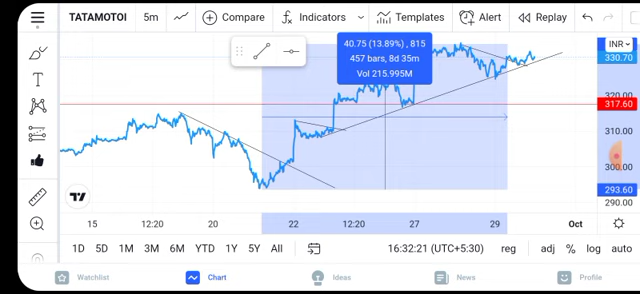 TATAMOTOI 5m Compare Indicators Templates Alert Replay
40.75 (13.89%) , 815
457 bars, 8d 35m
Vol 215.995M
INR
330.70
320.00
317.60
310.00
300.00
293.60
290.00
15 12:20 20 22 12:20 27 29 Oct
1D 5D 1M 3M 6M YTD 1Y 5Y All 16:32:21 (UTC+5:30) reg adj % log auto
Watchlist Chart Ideas News Profile